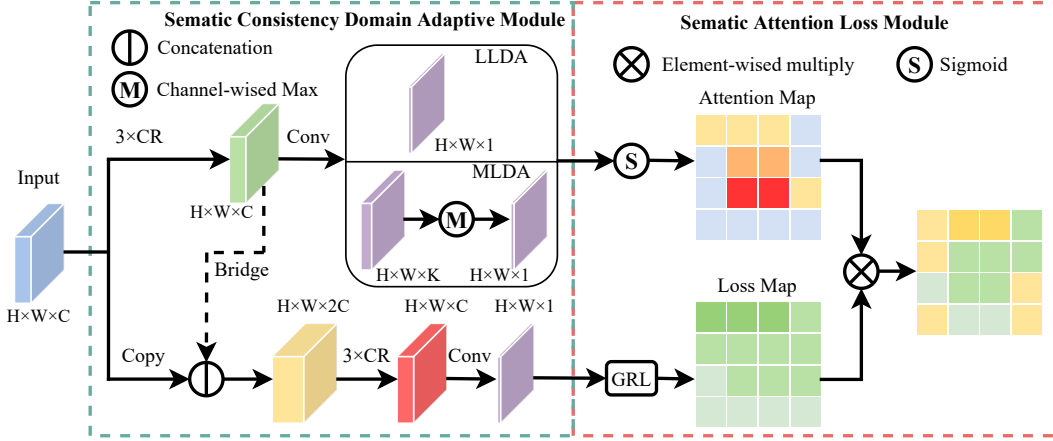 Sematic Consistency Domain Adaptive Module
Sematic Attention Loss Module
Concatenation
M
Channel-wised Max
LLDA
H×W×1
Element-wised multiply
S
Sigmoid
Attention Map
3×CR
Conv
Input
H×W×C
H×W×C
MLDA
M
H×W×K
H×W×1
S
Bridge
Loss Map
H×W×2C
H×W×C
H×W×1
Copy
3×CR
Conv
GRL